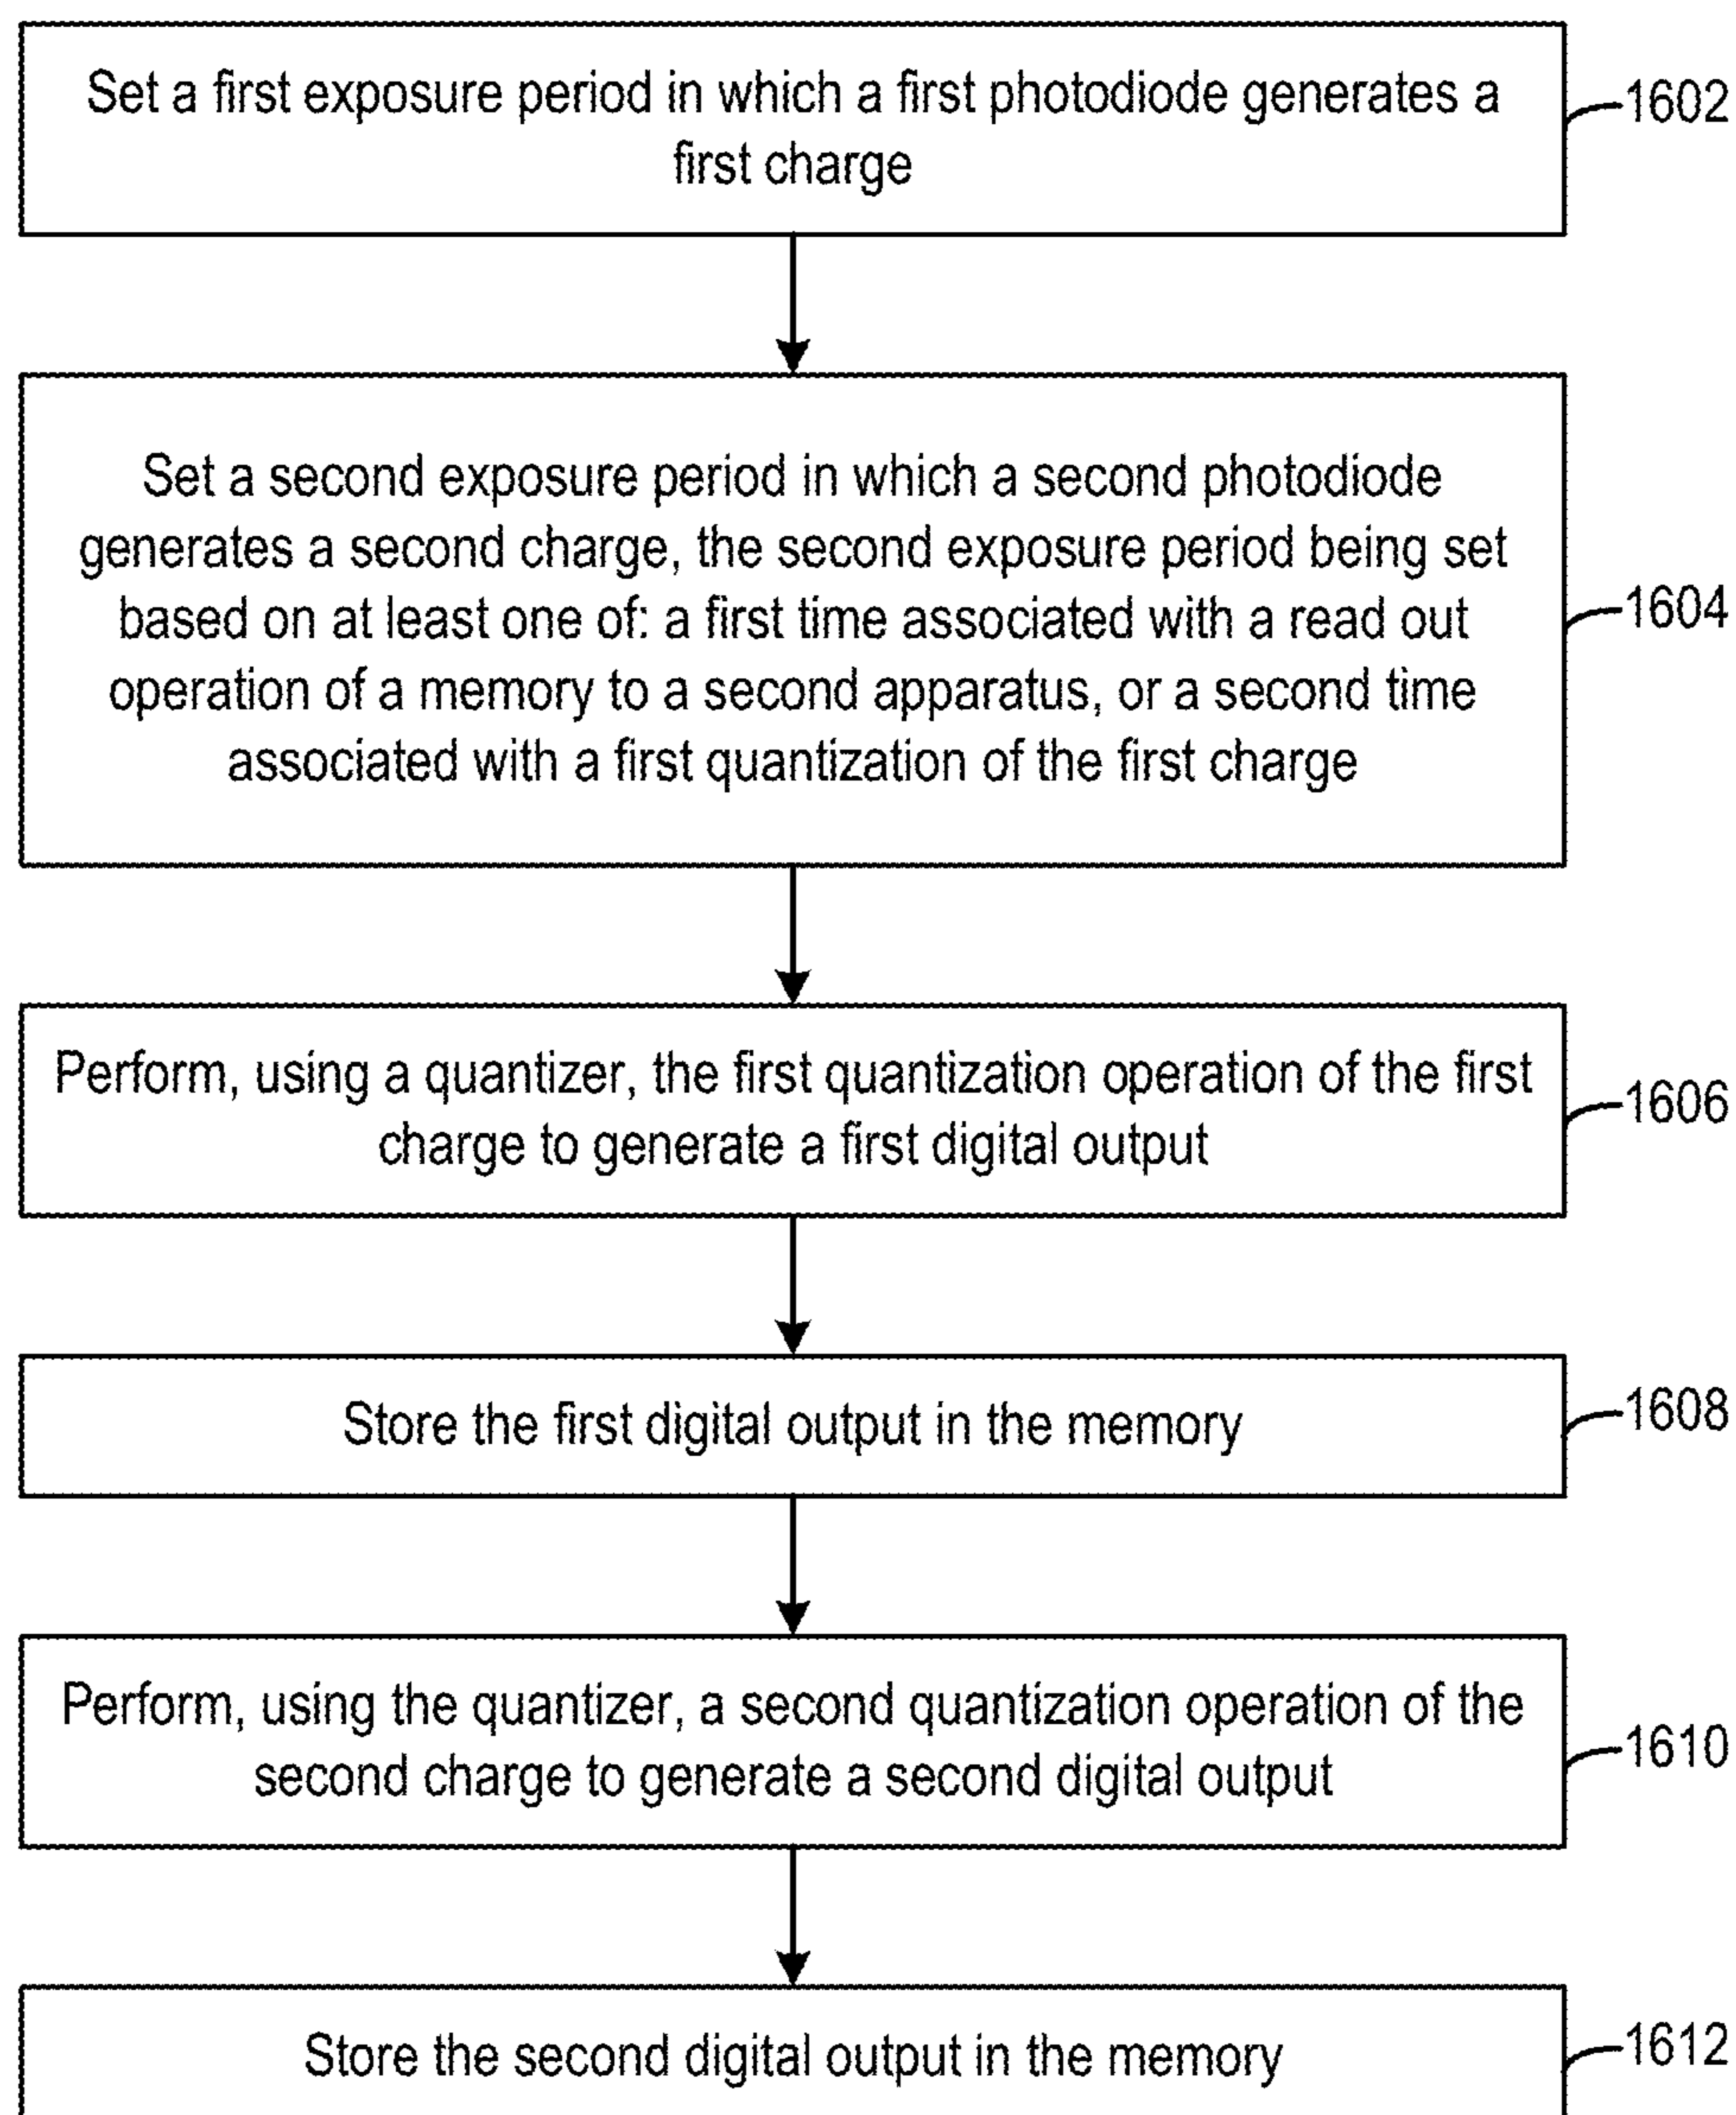 Set a first exposure period in which a first photodiode generates a
first charge
1602
Set a second exposure period in which a second photodiode
generates a second charge, the second exposure period being set
based on at least one of: a first time associated with a read out
operation of a memory to a second apparatus, or a second time
associated with a first quantization of the first charge
1604
Perform, using a quantizer, the first quantization operation of the first
charge to generate a first digital output
1606
Store the first digital output in the memory
1608
Perform, using the quantizer, a second quantization operation of the
second charge to generate a second digital output
1610
Store the second digital output in the memory
1612